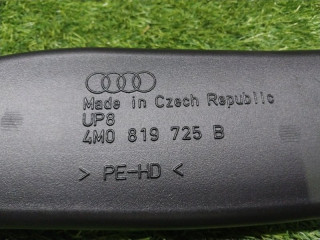 Made in Czech Republic
UP8
4M0 819 725 B
> PE-HD <